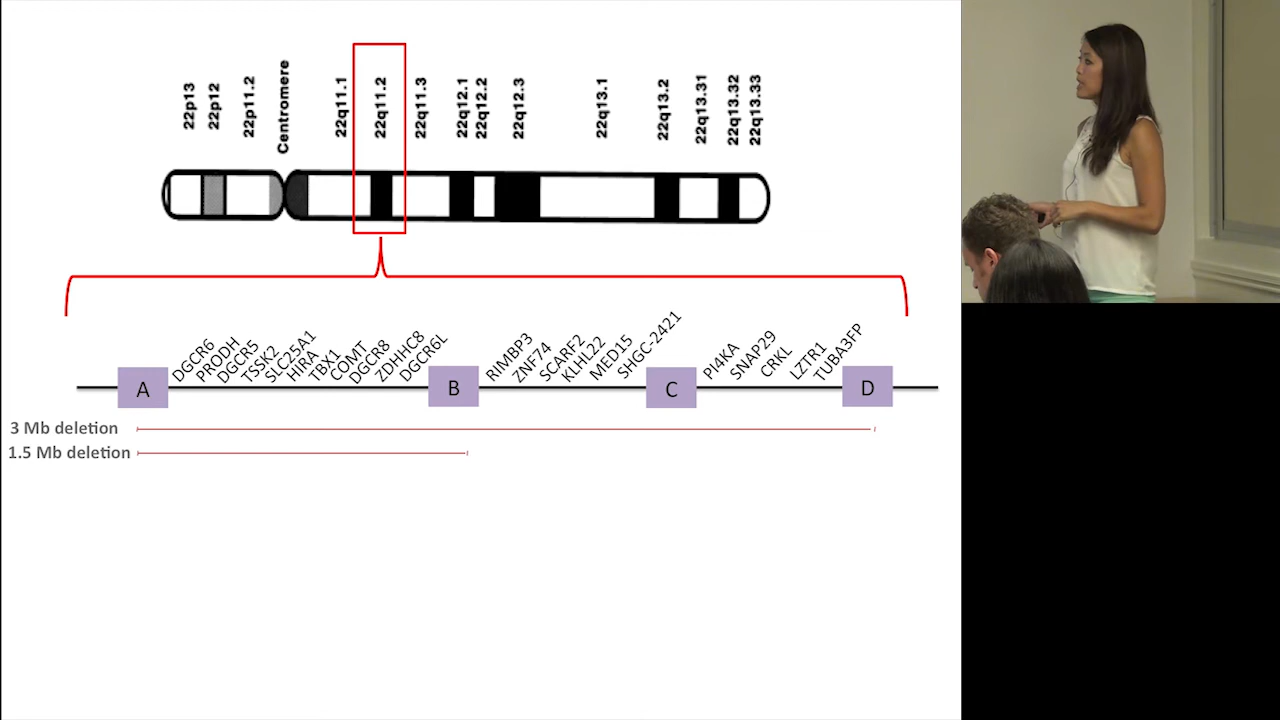 22p13
22p12
22p11.2
Centromere
22q11.1
22q11.2
22q11.3
22q12.1
22q12.2
22q12.3
22q13.1
22q13.2
22q13.31
22q13.32
22q13.33
DGCR6
PRODH
DGCR5
TSSK2
SLC25A1
HIRA
TBX1
COMT
DGCR8
ZDHHC8
DGCR6L
RIMBP3
ZNF74
SCARF2
KLHL22
MED15
SHGC-2421
PI4KA
SNAP29
CRKL
LZTR1
TUBA3FP
A
B
C
D
3 Mb deletion
1.5 Mb deletion